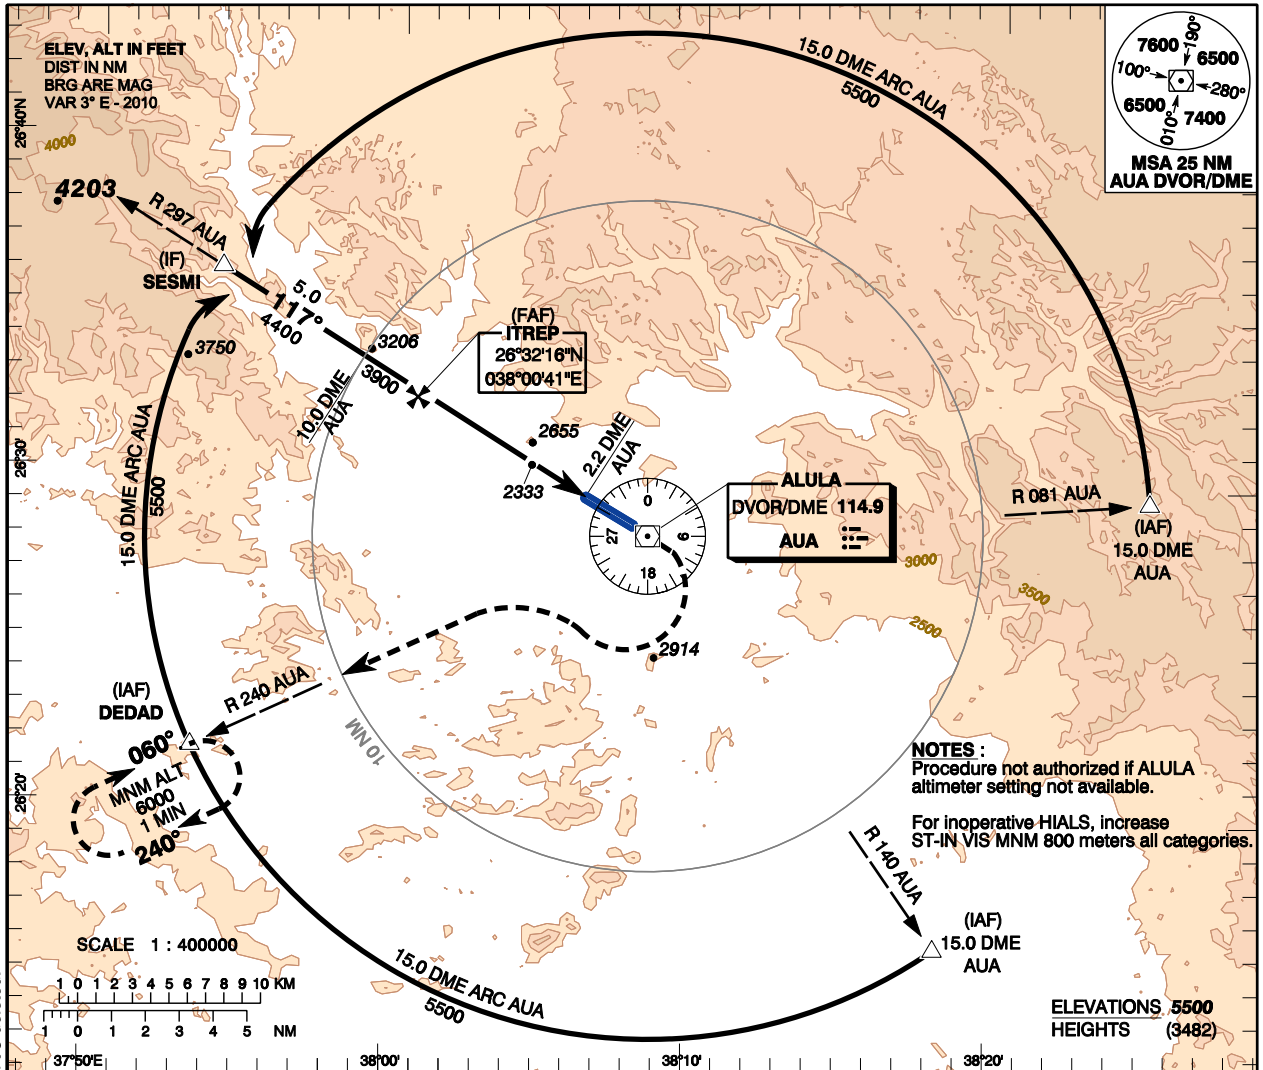 ELEV, ALT IN FEET
DIST IN NM
BRG ARE MAG
VAR 3° E - 2010
26°40'N
4000
4203
R 297 AUA
(IF)
SESMI
5.0
117°
4400
3750
3206
3900
10.0 DME
AUA
(FAF)
ITREP
26°32'16"N
038°00'41"E
15.0 DME ARC AUA
5500
7600
190°
6500
100°
280°
6500
010°
7400
MSA 25 NM
AUA DVOR/DME
26°30'
15.0 DME ARC AUA
5500
2655
2333
2.2 DME
AUA
0
27
6
18
ALULA
DVOR/DME 114.9
AUA
R 081 AUA
(IAF)
15.0 DME
AUA
3000
3500
2500
2914
(IAF)
DEDAD
R 240 AUA
060°
MNM ALT
6000
1 MIN
240°
10 NM
26°20'
NOTES :
Procedure not authorized if ALULA
altimeter setting not available.
For inoperative HIALS, increase
ST-IN VIS MNM 800 meters all categories.
R 140 AUA
(IAF)
15.0 DME
AUA
15.0 DME ARC AUA
5500
SCALE 1 : 400000
1 0 1 2 3 4 5 6 7 8 9 10 KM
1 0 1 2 3 4 5 NM
ELEVATIONS 5500
HEIGHTS (3482)
37°50'E
38°00'
38°10'
38°20'